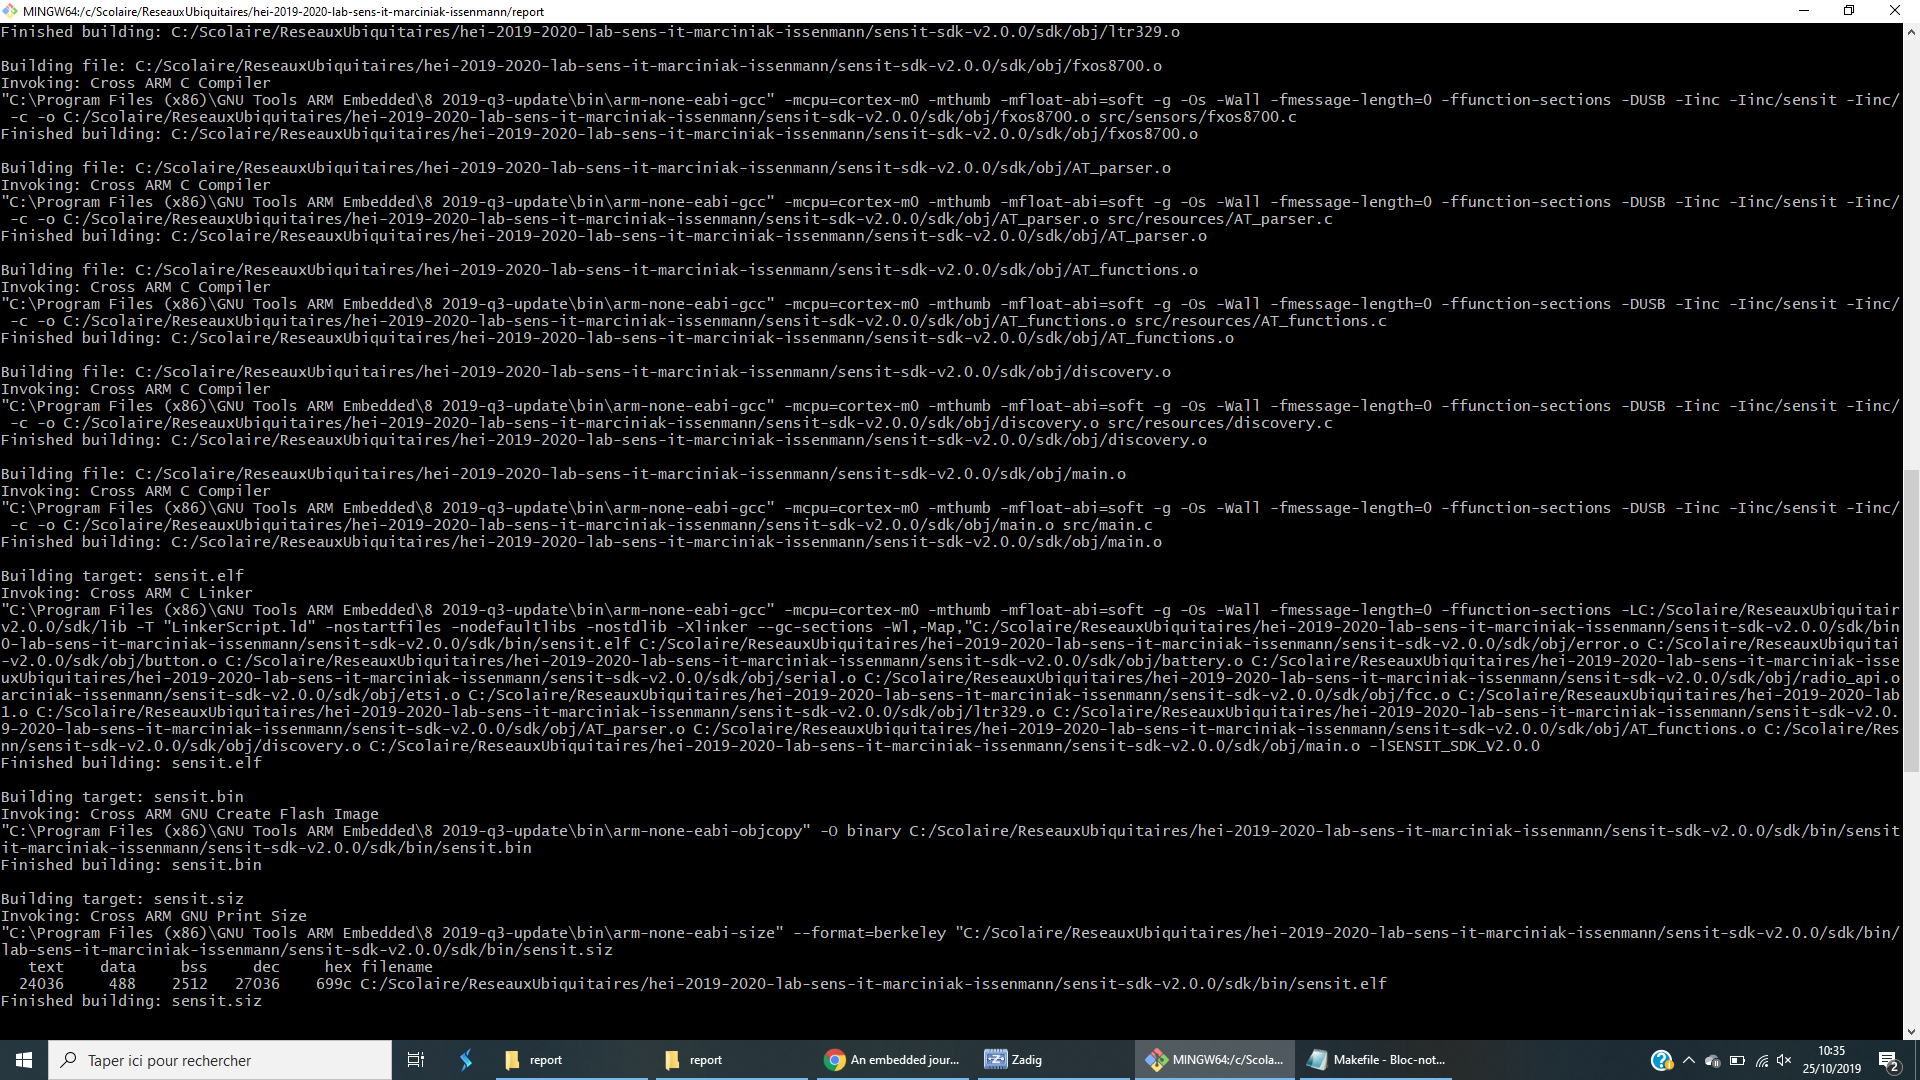 MINGW64:/c/Scolaire/ReseauxUbiquitaires/hei-2019-2020-lab-sens-it-marciniak-issenmann/report
Finished building: C:/Scolaire/ReseauxUbiquitaires/hei-2019-2020-lab-sens-it-marciniak-issenmann/sensit-sdk-v2.0.0/sdk/obj/ltr329.o
Building file: C:/Scolaire/ReseauxUbiquitaires/hei-2019-2020-lab-sens-it-marciniak-issenmann/sensit-sdk-v2.0.0/sdk/obj/fxos8700.o
Invoking: Cross ARM C Compiler
"C:\Program Files (x86)\GNU Tools ARM Embedded\8 2019-q3-update\bin\arm-none-eabi-gcc" -mcpu=cortex-m0 -mthumb -mfloat-abi=soft -g -Os -Wall -fmessage-length=0 -ffunction-sections -DUSB -Iinc -Iinc/sensit -Iinc/
-c -o C:/Scolaire/ReseauxUbiquitaires/hei-2019-2020-lab-sens-it-marciniak-issenmann/sensit-sdk-v2.0.0/sdk/obj/fxos8700.o src/sensors/fxos8700.c
Finished building: C:/Scolaire/ReseauxUbiquitaires/hei-2019-2020-lab-sens-it-marciniak-issenmann/sensit-sdk-v2.0.0/sdk/obj/fxos8700.o
Building file: C:/Scolaire/ReseauxUbiquitaires/hei-2019-2020-lab-sens-it-marciniak-issenmann/sensit-sdk-v2.0.0/sdk/obj/AT_parser.o
Invoking: Cross ARM C Compiler
"C:\Program Files (x86)\GNU Tools ARM Embedded\8 2019-q3-update\bin\arm-none-eabi-gcc" -mcpu=cortex-m0 -mthumb -mfloat-abi=soft -g -Os -Wall -fmessage-length=0 -ffunction-sections -DUSB -Iinc -Iinc/sensit -Iinc/
-c -o C:/Scolaire/ReseauxUbiquitaires/hei-2019-2020-lab-sens-it-marciniak-issenmann/sensit-sdk-v2.0.0/sdk/obj/AT_parser.o src/resources/AT_parser.c
Finished building: C:/Scolaire/ReseauxUbiquitaires/hei-2019-2020-lab-sens-it-marciniak-issenmann/sensit-sdk-v2.0.0/sdk/obj/AT_parser.o
Building file: C:/Scolaire/ReseauxUbiquitaires/hei-2019-2020-lab-sens-it-marciniak-issenmann/sensit-sdk-v2.0.0/sdk/obj/AT_functions.o
Invoking: Cross ARM C Compiler
"C:\Program Files (x86)\GNU Tools ARM Embedded\8 2019-q3-update\bin\arm-none-eabi-gcc" -mcpu=cortex-m0 -mthumb -mfloat-abi=soft -g -Os -Wall -fmessage-length=0 -ffunction-sections -DUSB -Iinc -Iinc/sensit -Iinc/
-c -o C:/Scolaire/ReseauxUbiquitaires/hei-2019-2020-lab-sens-it-marciniak-issenmann/sensit-sdk-v2.0.0/sdk/obj/AT_functions.o src/resources/AT_functions.c
Finished building: C:/Scolaire/ReseauxUbiquitaires/hei-2019-2020-lab-sens-it-marciniak-issenmann/sensit-sdk-v2.0.0/sdk/obj/AT_functions.o
Building file: C:/Scolaire/ReseauxUbiquitaires/hei-2019-2020-lab-sens-it-marciniak-issenmann/sensit-sdk-v2.0.0/sdk/obj/discovery.o
Invoking: Cross ARM C Compiler
"C:\Program Files (x86)\GNU Tools ARM Embedded\8 2019-q3-update\bin\arm-none-eabi-gcc" -mcpu=cortex-m0 -mthumb -mfloat-abi=soft -g -Os -Wall -fmessage-length=0 -ffunction-sections -DUSB -Iinc -Iinc/sensit -Iinc/
-c -o C:/Scolaire/ReseauxUbiquitaires/hei-2019-2020-lab-sens-it-marciniak-issenmann/sensit-sdk-v2.0.0/sdk/obj/discovery.o src/resources/discovery.c
Finished building: C:/Scolaire/ReseauxUbiquitaires/hei-2019-2020-lab-sens-it-marciniak-issenmann/sensit-sdk-v2.0.0/sdk/obj/discovery.o
Building file: C:/Scolaire/ReseauxUbiquitaires/hei-2019-2020-lab-sens-it-marciniak-issenmann/sensit-sdk-v2.0.0/sdk/obj/main.o
Invoking: Cross ARM C Compiler
"C:\Program Files (x86)\GNU Tools ARM Embedded\8 2019-q3-update\bin\arm-none-eabi-gcc" -mcpu=cortex-m0 -mthumb -mfloat-abi=soft -g -Os -Wall -fmessage-length=0 -ffunction-sections -DUSB -Iinc -Iinc/sensit -Iinc/
-c -o C:/Scolaire/ReseauxUbiquitaires/hei-2019-2020-lab-sens-it-marciniak-issenmann/sensit-sdk-v2.0.0/sdk/obj/main.o src/main.c
Finished building: C:/Scolaire/ReseauxUbiquitaires/hei-2019-2020-lab-sens-it-marciniak-issenmann/sensit-sdk-v2.0.0/sdk/obj/main.o
Building target: sensit.elf
Invoking: Cross ARM C Linker
"C:\Program Files (x86)\GNU Tools ARM Embedded\8 2019-q3-update\bin\arm-none-eabi-gcc" -mcpu=cortex-m0 -mthumb -mfloat-abi=soft -g -Os -Wall -fmessage-length=0 -ffunction-sections -LC:/Scolaire/ReseauxUbiquitair
v2.0.0/sdk/lib -T "LinkerScript.ld" -nostartfiles -nodefaultlibs -nostdlib -Xlinker --gc-sections -Wl,-Map,"C:/Scolaire/ReseauxUbiquitaires/hei-2019-2020-lab-sens-it-marciniak-issenmann/sensit-sdk-v2.0.0/sdk/bin
0-lab-sens-it-marciniak-issenmann/sensit-sdk-v2.0.0/sdk/bin/sensit.elf C:/Scolaire/ReseauxUbiquitaires/hei-2019-2020-lab-sens-it-marciniak-issenmann/sensit-sdk-v2.0.0/sdk/obj/error.o C:/Scolaire/ReseauxUbiquitai
-v2.0.0/sdk/obj/button.o C:/Scolaire/ReseauxUbiquitaires/hei-2019-2020-lab-sens-it-marciniak-issenmann/sensit-sdk-v2.0.0/sdk/obj/battery.o C:/Scolaire/ReseauxUbiquitaires/hei-2019-2020-lab-sens-it-marciniak-isse
uxUbiquitaires/hei-2019-2020-lab-sens-it-marciniak-issenmann/sensit-sdk-v2.0.0/sdk/obj/serial.o C:/Scolaire/ReseauxUbiquitaires/hei-2019-2020-lab-sens-it-marciniak-issenmann/sensit-sdk-v2.0.0/sdk/obj/radio_api.o
arciniak-issenmann/sensit-sdk-v2.0.0/sdk/obj/etsi.o C:/Scolaire/ReseauxUbiquitaires/hei-2019-2020-lab-sens-it-marciniak-issenmann/sensit-sdk-v2.0.0/sdk/obj/fcc.o C:/Scolaire/ReseauxUbiquitaires/hei-2019-2020-lab
1.o C:/Scolaire/ReseauxUbiquitaires/hei-2019-2020-lab-sens-it-marciniak-issenmann/sensit-sdk-v2.0.0/sdk/obj/ltr329.o C:/Scolaire/ReseauxUbiquitaires/hei-2019-2020-lab-sens-it-marciniak-issenmann/sensit-sdk-v2.0.
9-2020-lab-sens-it-marciniak-issenmann/sensit-sdk-v2.0.0/sdk/obj/AT_parser.o C:/Scolaire/ReseauxUbiquitaires/hei-2019-2020-lab-sens-it-marciniak-issenmann/sensit-sdk-v2.0.0/sdk/obj/AT_functions.o C:/Scolaire/Res
nn/sensit-sdk-v2.0.0/sdk/obj/discovery.o C:/Scolaire/ReseauxUbiquitaires/hei-2019-2020-lab-sens-it-marciniak-issenmann/sensit-sdk-v2.0.0/sdk/obj/main.o -lSENSIT_SDK_V2.0.0
Finished building: sensit.elf
Building target: sensit.bin
Invoking: Cross ARM GNU Create Flash Image
"C:\Program Files (x86)\GNU Tools ARM Embedded\8 2019-q3-update\bin\arm-none-eabi-objcopy" -O binary C:/Scolaire/ReseauxUbiquitaires/hei-2019-2020-lab-sens-it-marciniak-issenmann/sensit-sdk-v2.0.0/sdk/bin/sensit
it-marciniak-issenmann/sensit-sdk-v2.0.0/sdk/bin/sensit.bin
Finished building: sensit.bin
Building target: sensit.siz
Invoking: Cross ARM GNU Print Size
"C:\Program Files (x86)\GNU Tools ARM Embedded\8 2019-q3-update\bin\arm-none-eabi-size" --format=berkeley "C:/Scolaire/ReseauxUbiquitaires/hei-2019-2020-lab-sens-it-marciniak-issenmann/sensit-sdk-v2.0.0/sdk/bin/
lab-sens-it-marciniak-issenmann/sensit-sdk-v2.0.0/sdk/bin/sensit.siz
text data bss dec hex filename
24036 488 2512 27036 699c C:/Scolaire/ReseauxUbiquitaires/hei-2019-2020-lab-sens-it-marciniak-issenmann/sensit-sdk-v2.0.0/sdk/bin/sensit.elf
Finished building: sensit.siz
Taper ici pour rechercher
report
report
An embedded jour...
Zadig
MINGW64:/c/Scola...
Makefile - Bloc-not...
10:35
25/10/2019
2